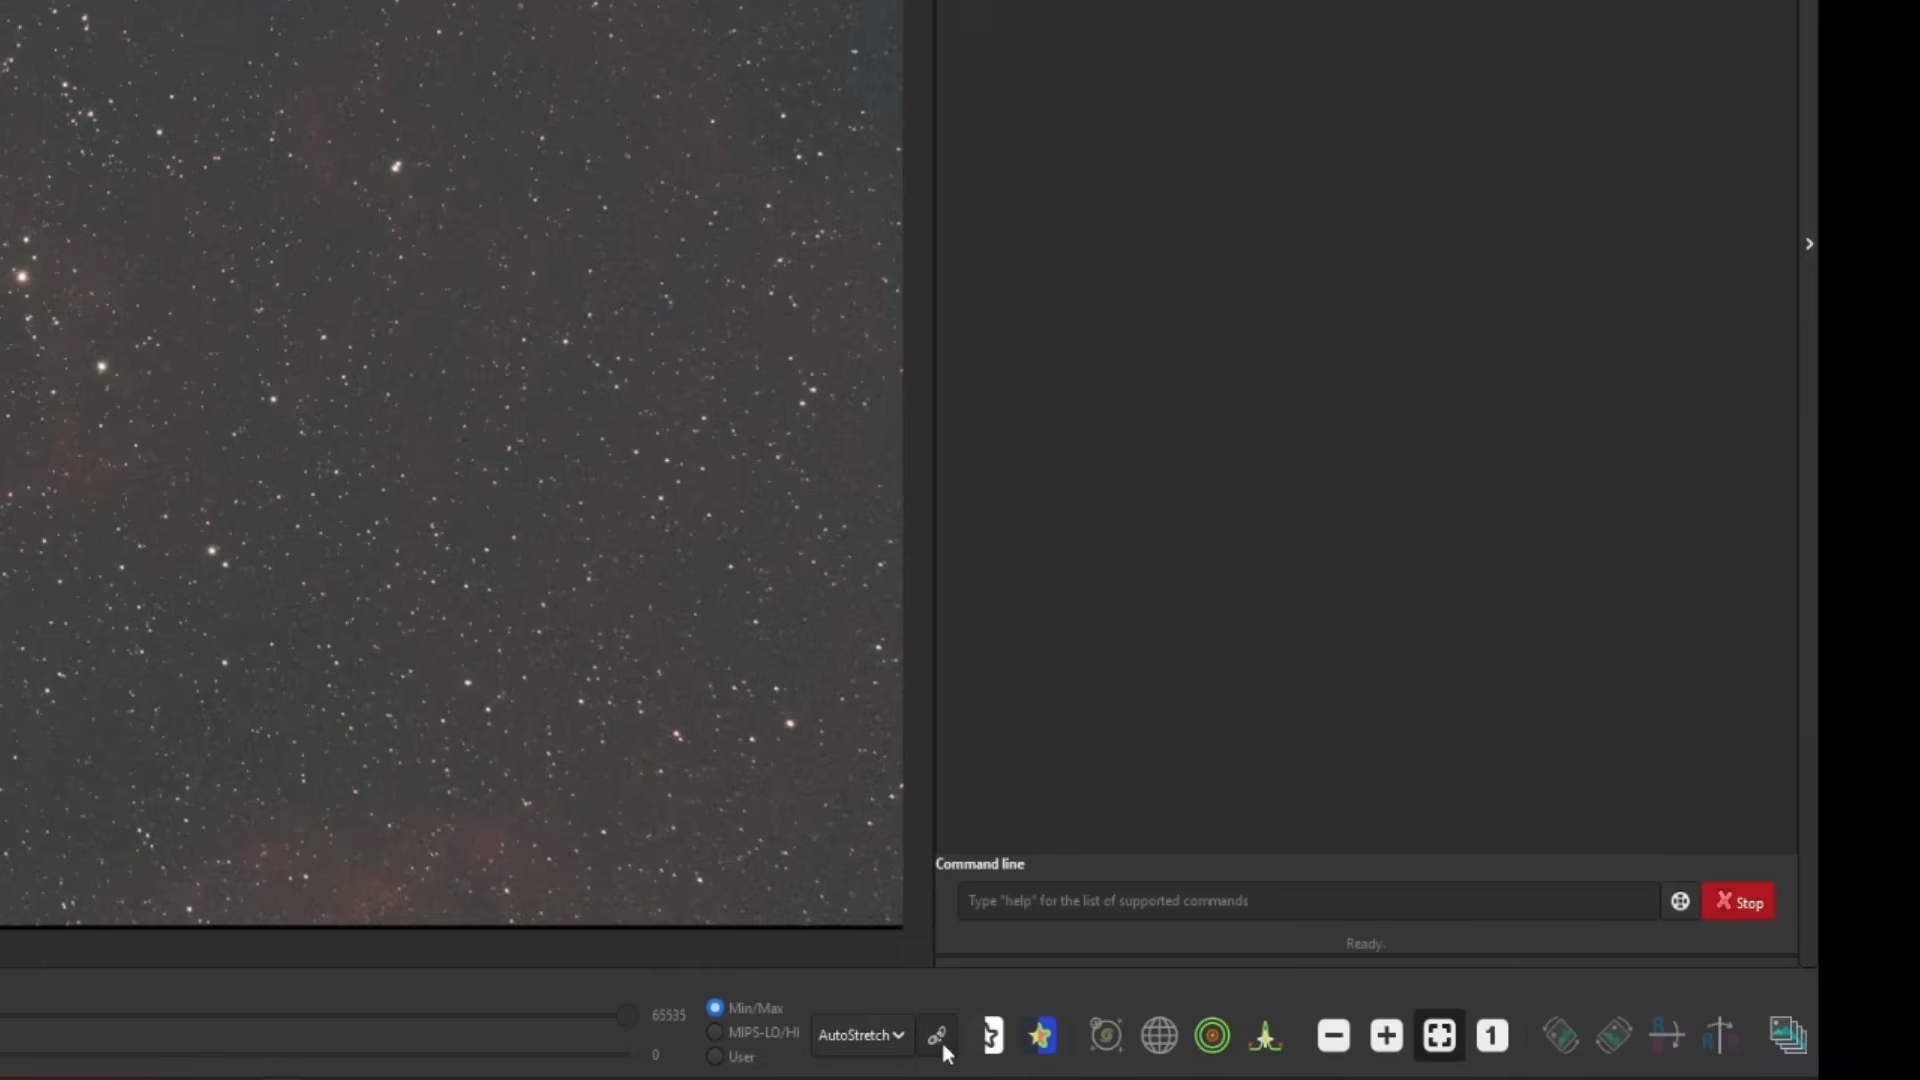 Command line
Type "help" for the list of supported commands
Stop
Ready.
65535
Min/Max
MIPS-LO/HI
AutoStretch
0
User
1